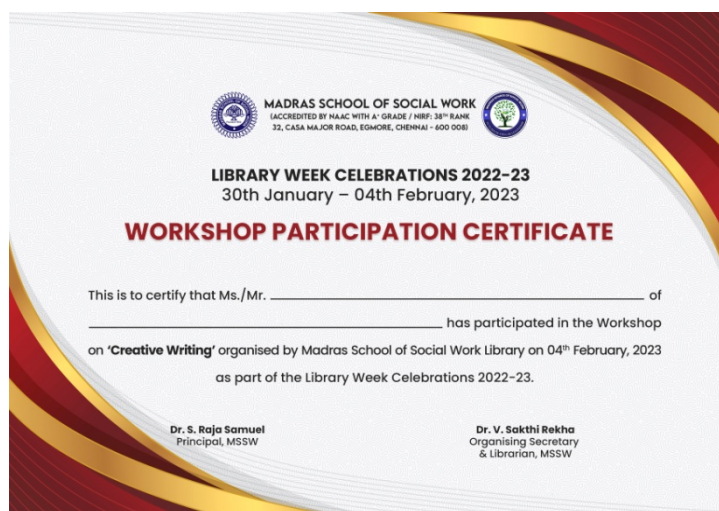 MADRAS SCHOOL OF SOCIAL WORK
(ACCREDITED BY NAAC WITH A⁺ GRADE / NIRF: 38ᵀᴴ RANK
32, CASA MAJOR ROAD, EGMORE, CHENNAI - 600 008)
LIBRARY WEEK CELEBRATIONS 2022-23
30th January – 04th February, 2023
WORKSHOP PARTICIPATION CERTIFICATE
This is to certify that Ms./Mr. of
has participated in the Workshop
on ‘Creative Writing’ organised by Madras School of Social Work Library on 04ᵗʰ February, 2023
as part of the Library Week Celebrations 2022-23.
Dr. S. Raja Samuel
Principal, MSSW
Dr. V. Sakthi Rekha
Organising Secretary
& Librarian, MSSW